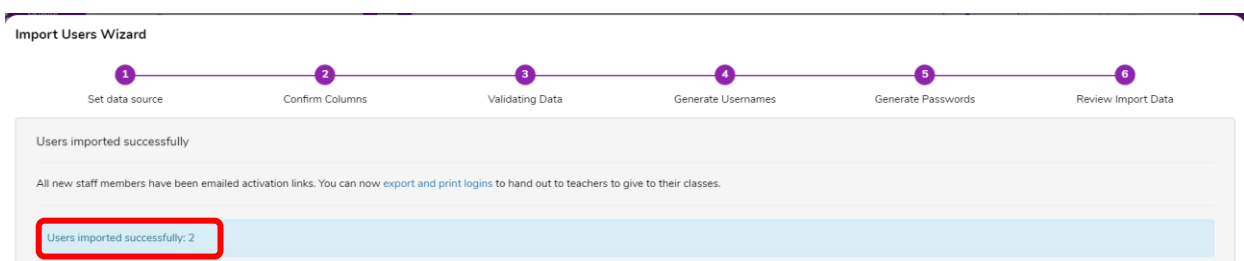 Import Users Wizard
1 2 3 4 5 6
Set data source Confirm Columns Validating Data Generate Usernames Generate Passwords Review Import Data
Users imported successfully
All new staff members have been emailed activation links. You can now export and print logins to hand out to teachers to give to their classes.
Users imported successfully: 2